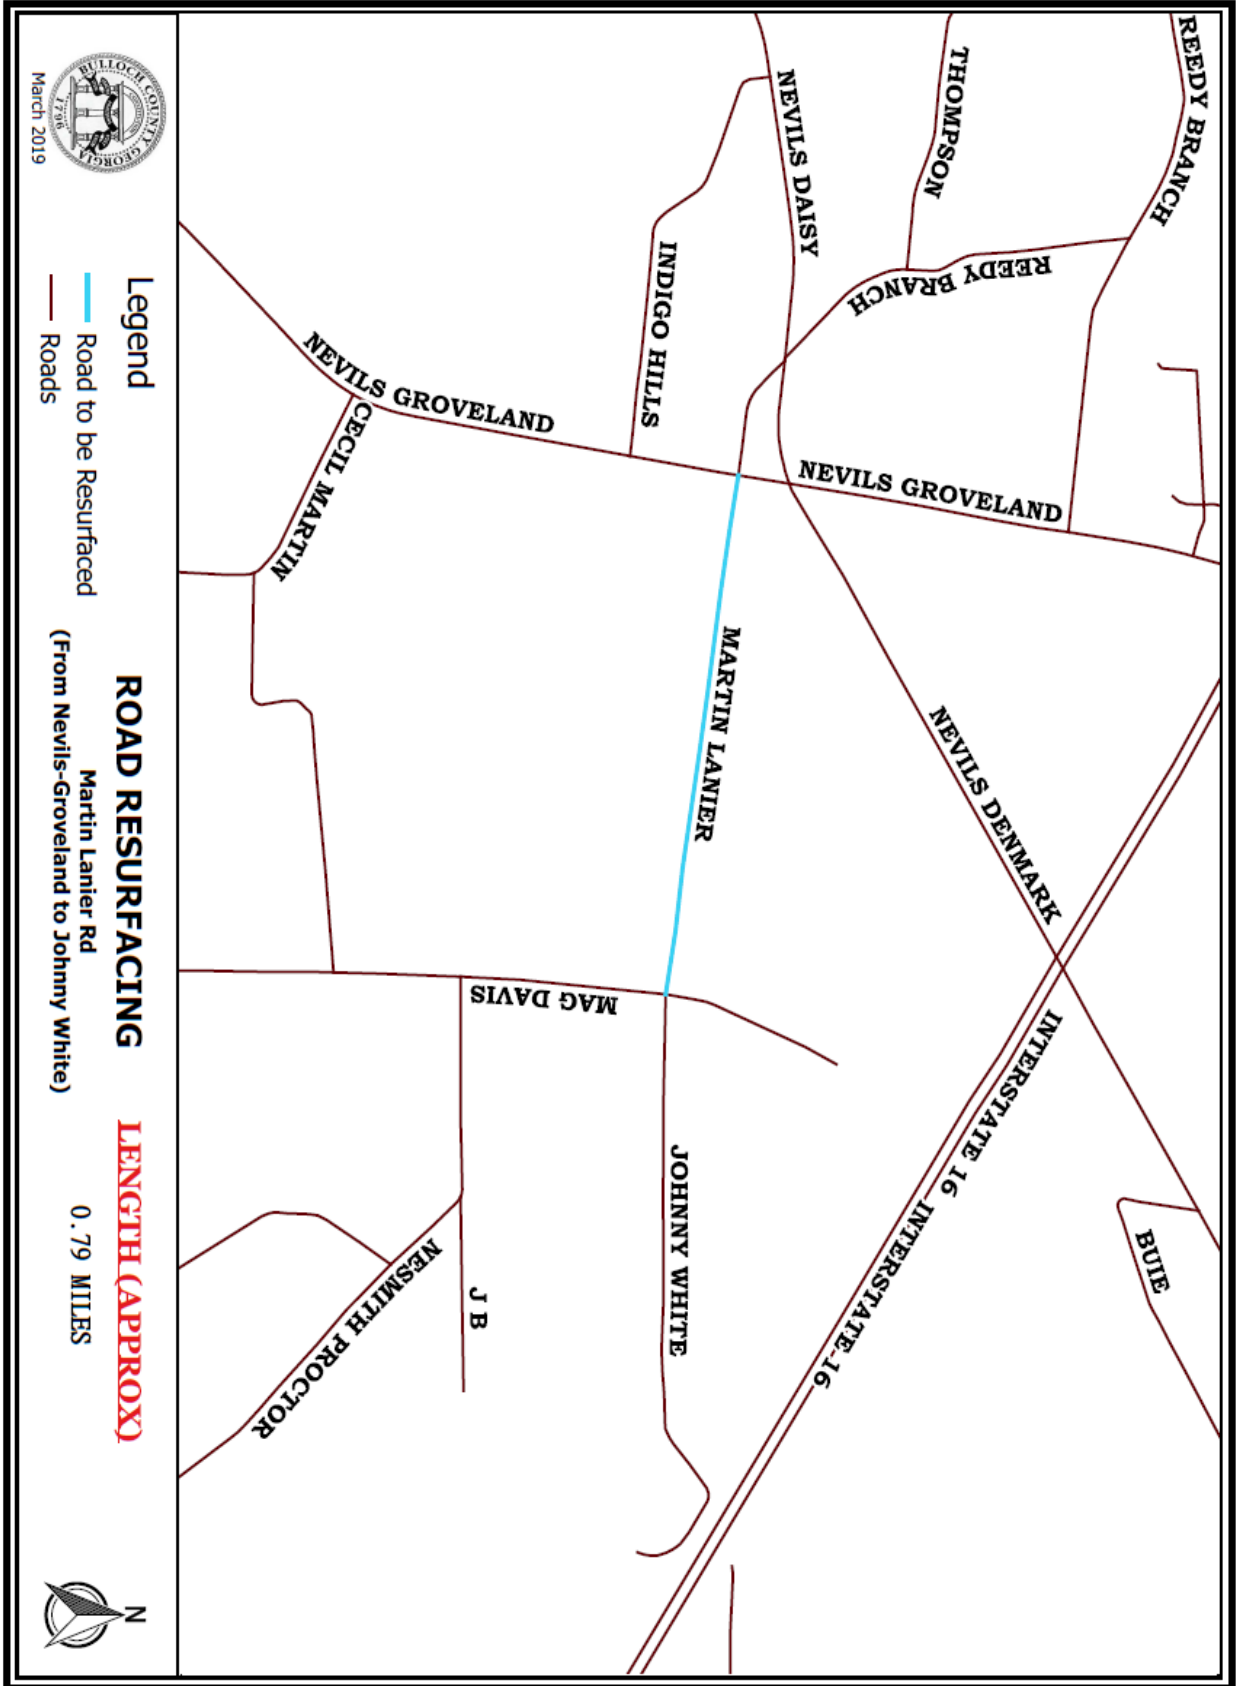 REEDY BRANCH
THOMPSON
NEVILS DAISY
REEDY BRANCH
INDIGO HILLS
NEVILS GROVELAND
NEVILS GROVELAND
CECIL MARTIN
MARTIN LANIER
NEVILS DENMARK
INTERSTATE 16
INTERSTATE 16
MAG DAVIS
JOHNNY WHITE
BUIE
J B
NESMITH PROCTOR
BULLOCH COUNTY GEORGIA
1796
March 2019
Legend
Road to be Resurfaced
Roads
ROAD RESURFACING
Martin Lanier Rd
(From Nevils-Groveland to Johnny White)
LENGTH (APPROX)
0.79 MILES
N